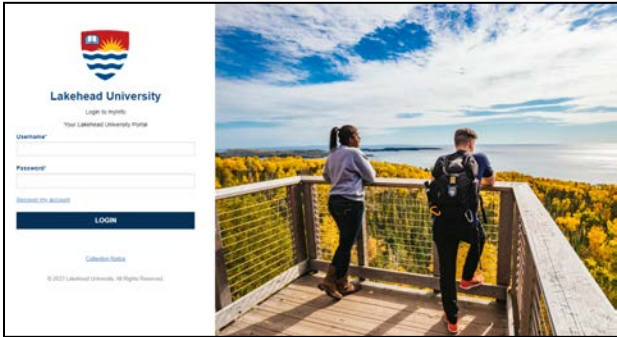 Lakehead University
Login to myInfo
Your Lakehead University Portal
Username*
Password*
Recover my account
LOGIN
Collection Notice
© 2023 Lakehead University. All Rights Reserved.